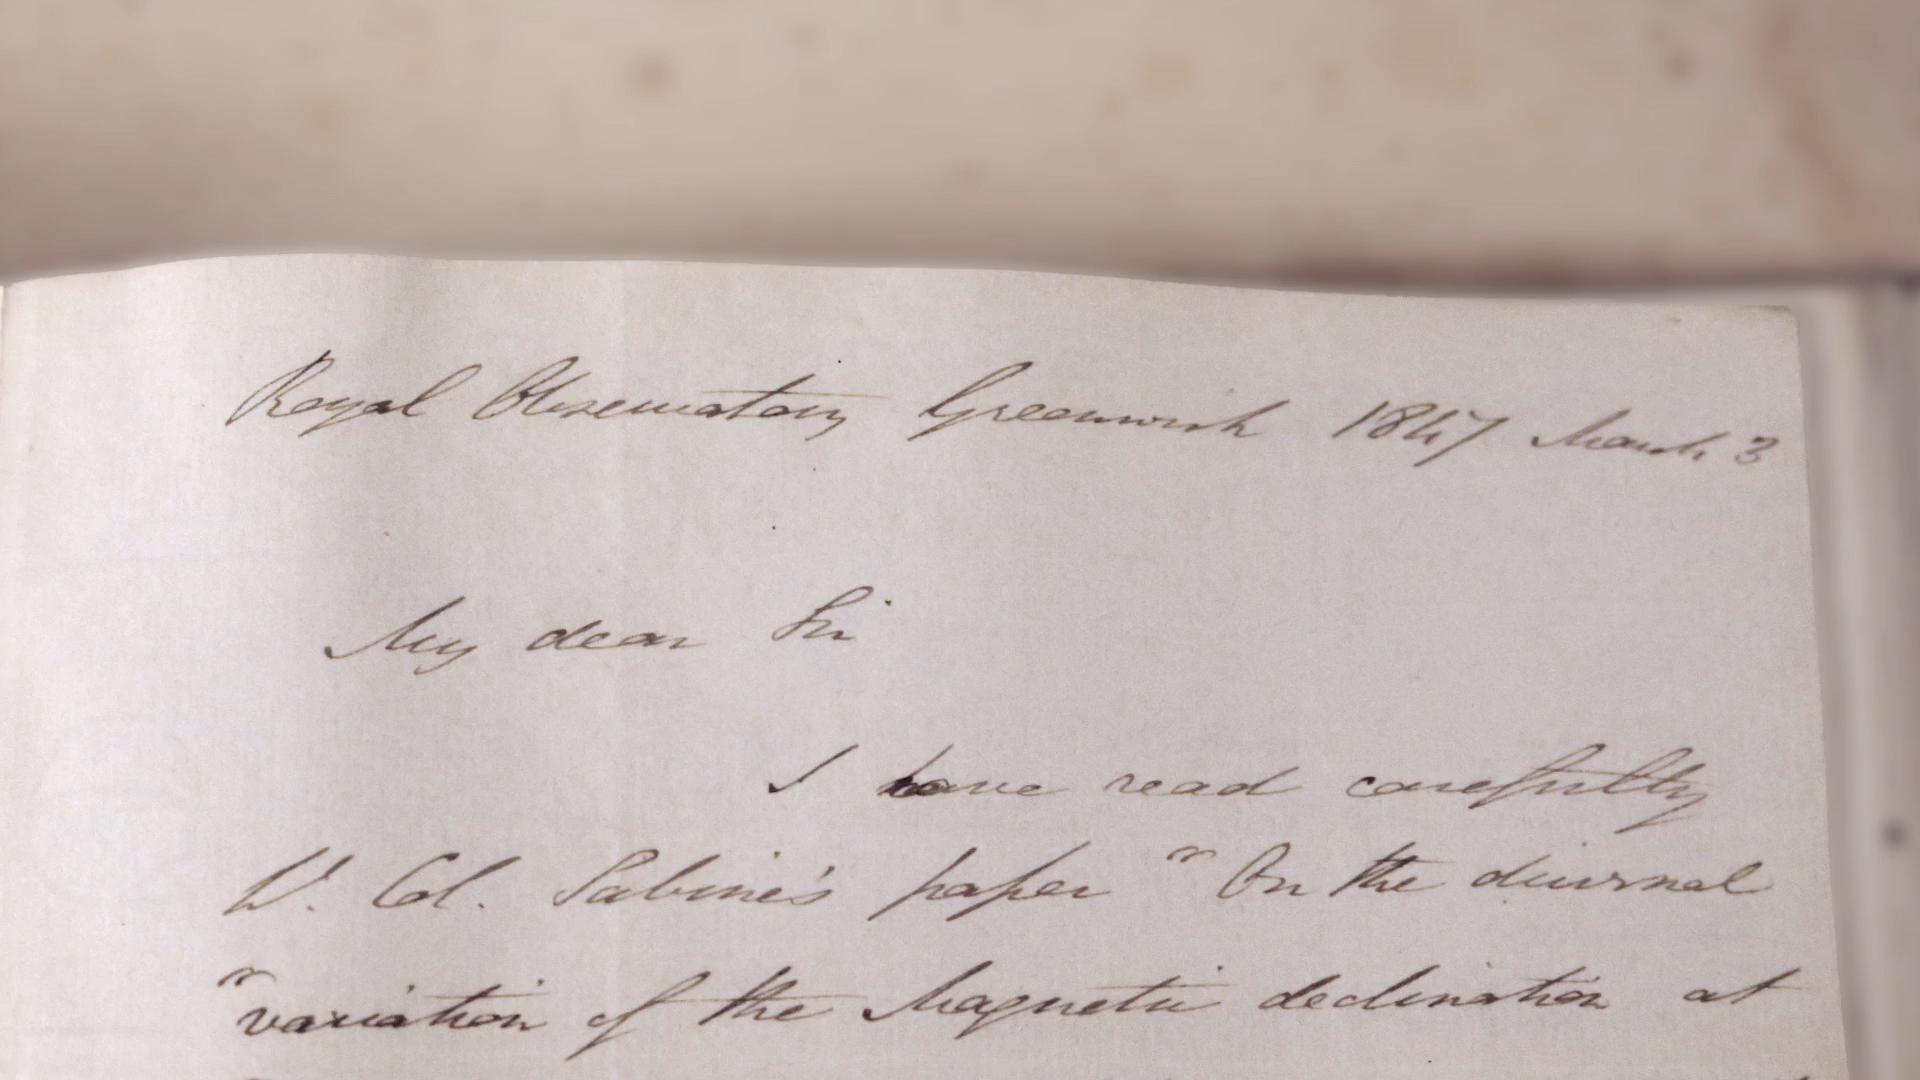 Royal Observatory Greenwich 1847 March 3
My dear Sir
I have read carefully
Lt. Col. Sabine's paper "On the diurnal
"variation of the Magnetic declination at